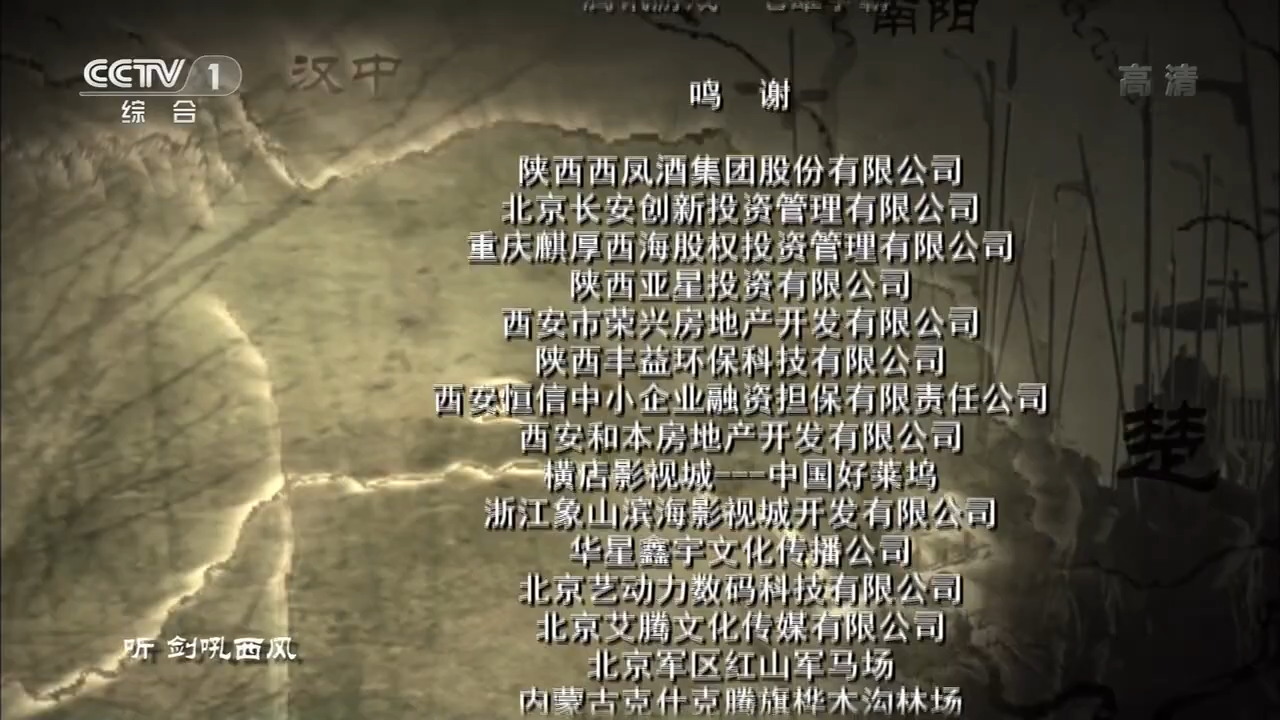 南阳
CCTV 1
综合
汉中
高清
鸣 谢
陕西西凤酒集团股份有限公司
北京长安创新投资管理有限公司
重庆麒厚西海股权投资管理有限公司
陕西亚星投资有限公司
西安市荣兴房地产开发有限公司
陕西丰益环保科技有限公司
西安恒信中小企业融资担保有限责任公司
西安和本房地产开发有限公司
横店影视城---中国好莱坞
浙江象山滨海影视城开发有限公司
华星鑫宇文化传播公司
北京艺动力数码科技有限公司
北京艾腾文化传媒有限公司
北京军区红山军马场
内蒙古克什克腾旗桦木沟林场
楚
听 剑吼西风